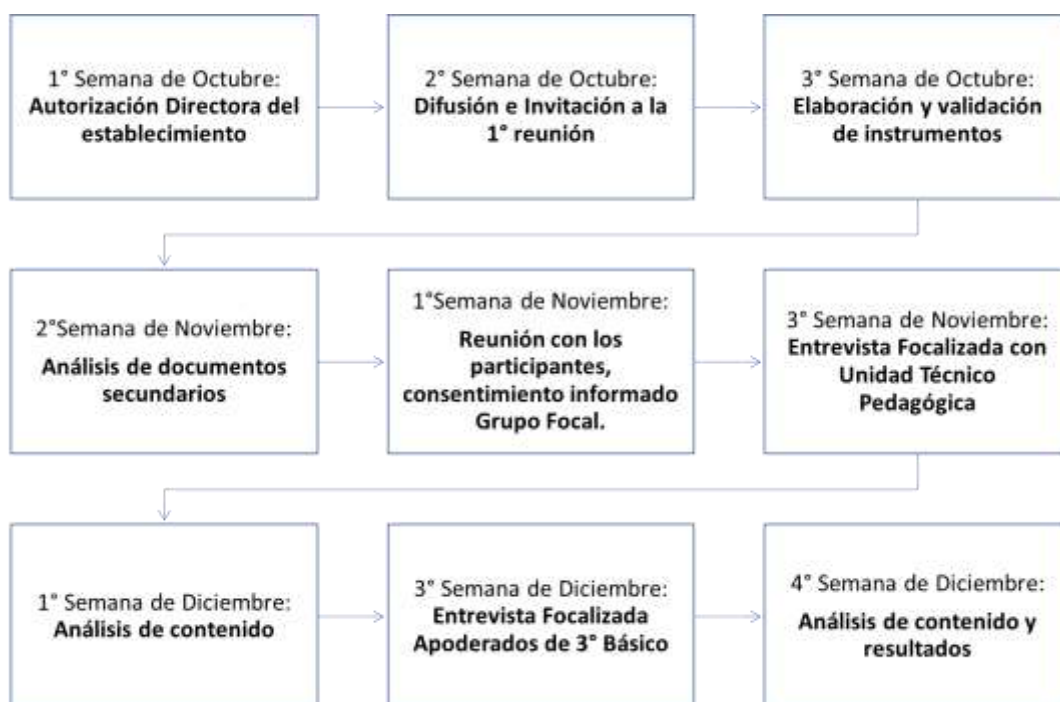 1° Semana de Octubre:
Autorización Directora del
establecimiento
2° Semana de Octubre:
Difusión e Invitación a la
1° reunión
3° Semana de Octubre:
Elaboración y validación
de instrumentos
2°Semana de Noviembre:
Análisis de documentos
secundarios
1°Semana de Noviembre:
Reunión con los
participantes,
consentimiento informado
Grupo Focal.
3° Semana de Noviembre:
Entrevista Focalizada con
Unidad Técnico
Pedagógica
1° Semana de Diciembre:
Análisis de contenido
3° Semana de Diciembre:
Entrevista Focalizada
Apoderados de 3° Básico
4° Semana de Diciembre:
Análisis de contenido y
resultados